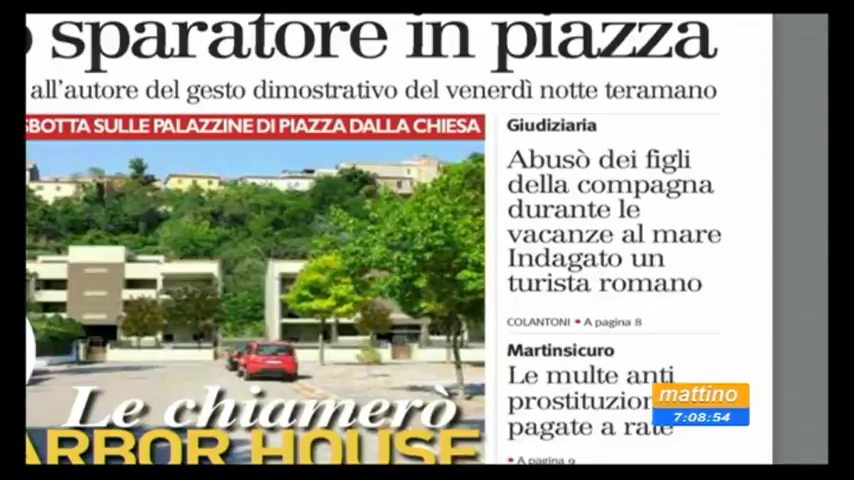 sparatore in piazza
all'autore del gesto dimostrativo del venerdì notte teramano
SBOTTA SULLE PALAZZINE DI PIAZZA DALLA CHIESA
Le chiamerò
ARBOR HOUSE
Giudiziaria
Abusò dei figli
della compagna
durante le
vacanze al mare
Indagato un
turista romano
COLANTONI • A pagina 8
Martinsicuro
Le multe anti
prostituzion
pagate a rate
• A pagina 9
mattino
7:08:54